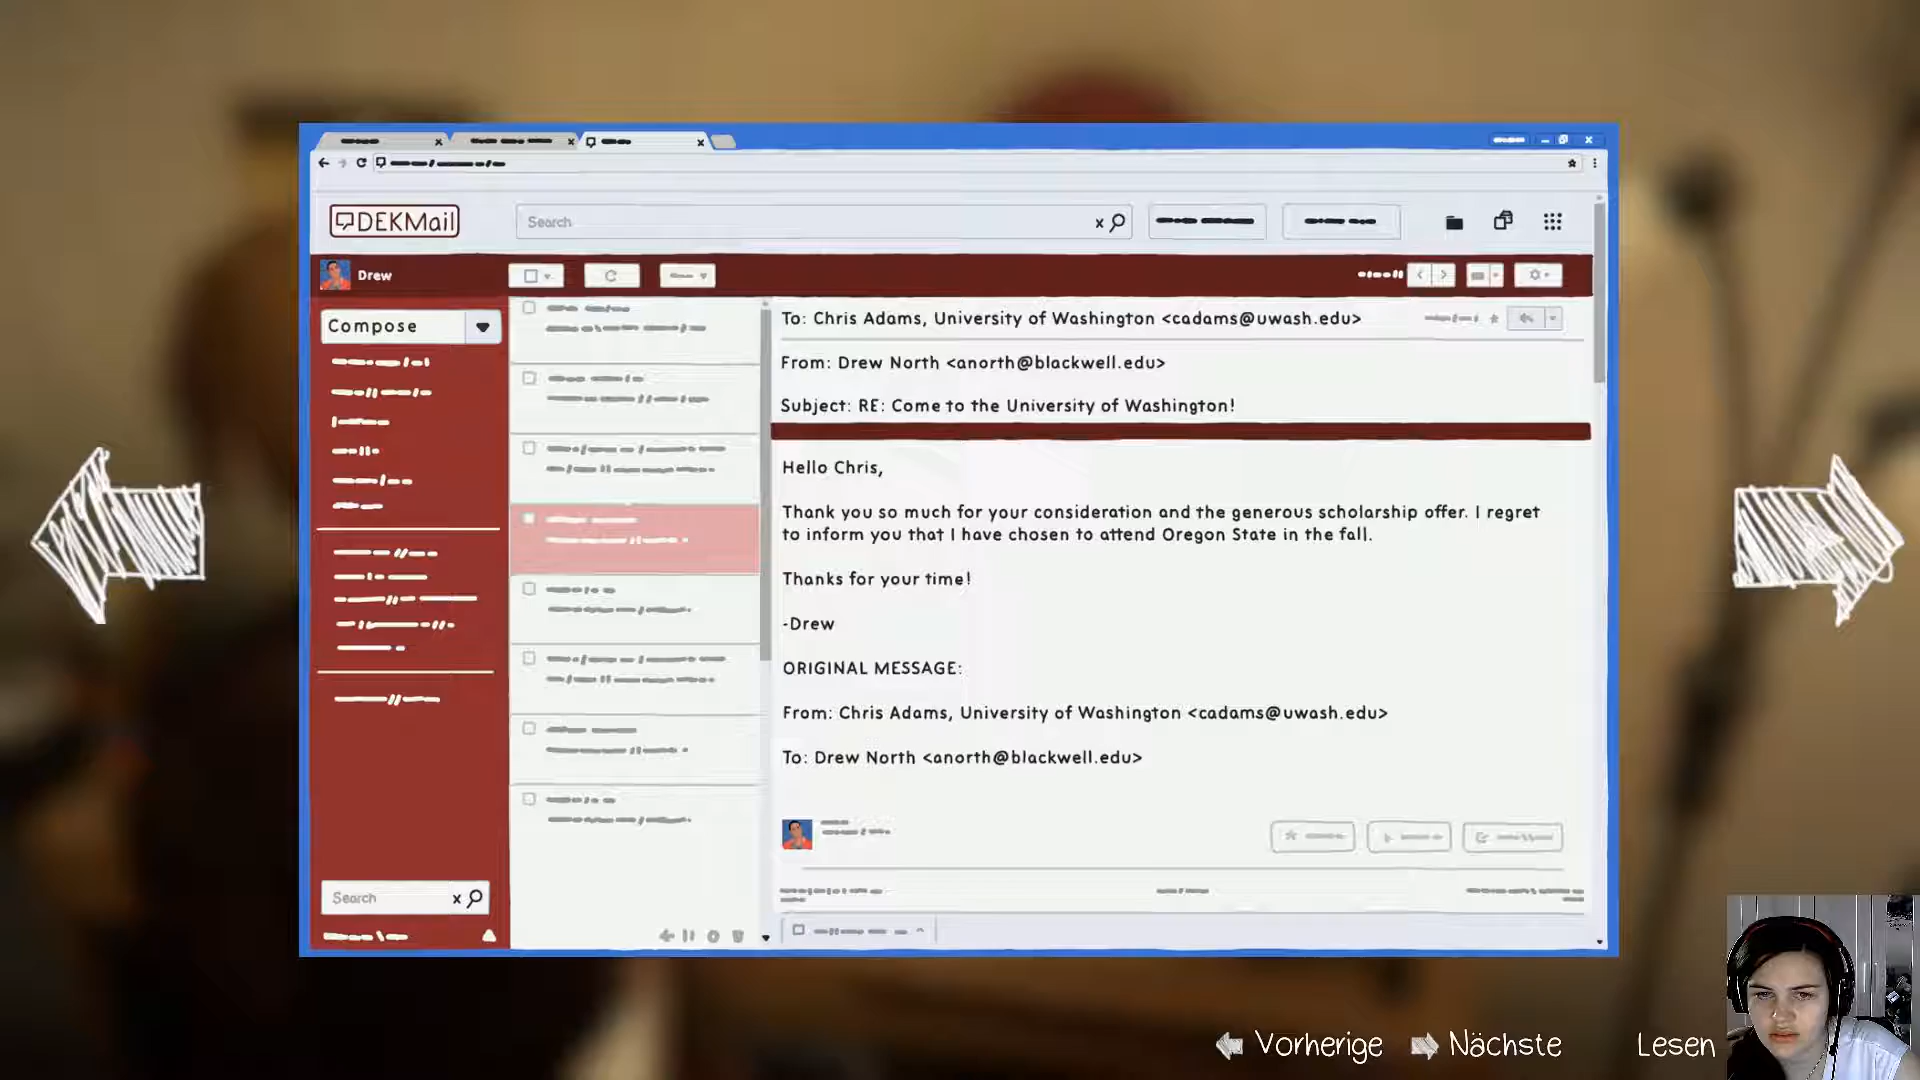 DEKMail
Search
x
Drew
Compose
To: Chris Adams, University of Washington <cadams@uwash.edu>
From: Drew North <anorth@blackwell.edu>
Subject: RE: Come to the University of Washington!
Hello Chris,
Thank you so much for your consideration and the generous scholarship offer. I regret
to inform you that I have chosen to attend Oregon State in the fall.
Thanks for your time!
-Drew
ORIGINAL MESSAGE:
From: Chris Adams, University of Washington <cadams@uwash.edu>
To: Drew North <anorth@blackwell.edu>
Search
x
Vorherige
Nächste
Lesen